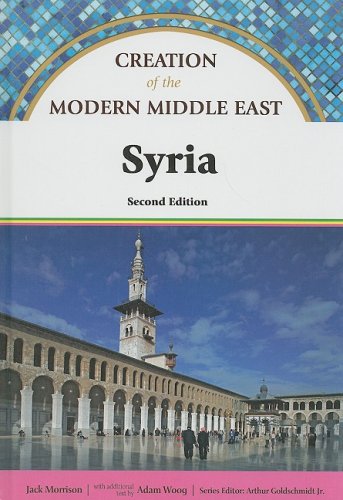 CREATION
of the
MODERN MIDDLE EAST
Syria
Second Edition
Jack Morrison with additional text by Adam Woog Series Editor: Arthur Goldschmidt Jr.